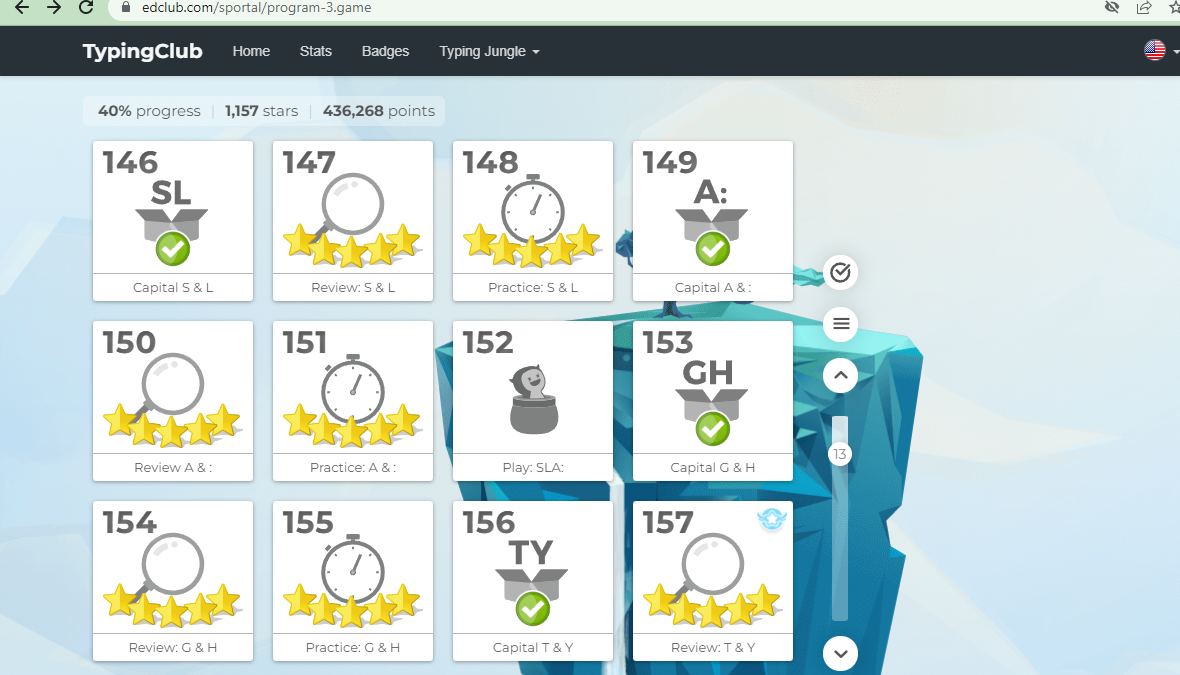 edclub.com/sportal/program-3.game
TypingClub Home Stats Badges Typing Jungle
40% progress | 1,157 stars | 436,268 points
146 147 148 149
SL A:
Capital S & L Review: S & L Practice: S & L Capital A & :
150 151 152 153
GH
Review A & : Practice: A & : Play: SLA: Capital G & H
13
154 155 156 157
TY
Review: G & H Practice: G & H Capital T & Y Review: T & Y